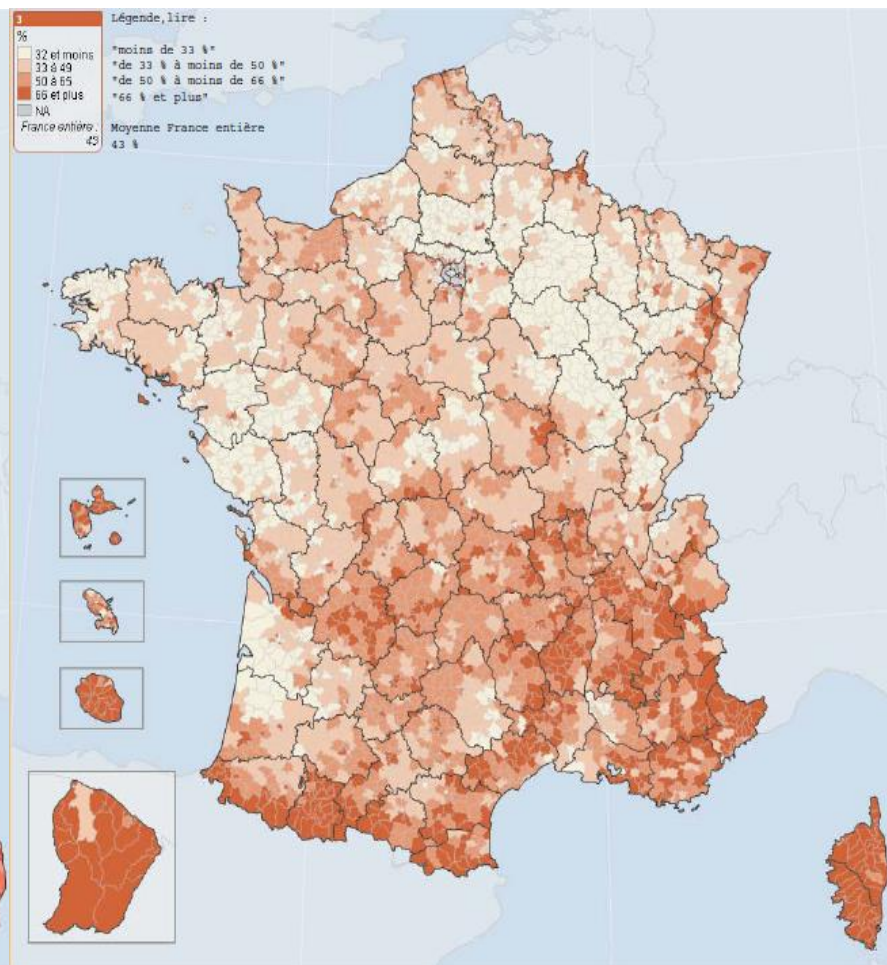 3
%
32 et moins
33 à 49
50 à 65
66 et plus
NA
France entière :
43
Légende,lire :
"moins de 33 %"
"de 33 % à moins de 50 %"
"de 50 % à moins de 66 %"
"66 % et plus"
Moyenne France entière
43 %